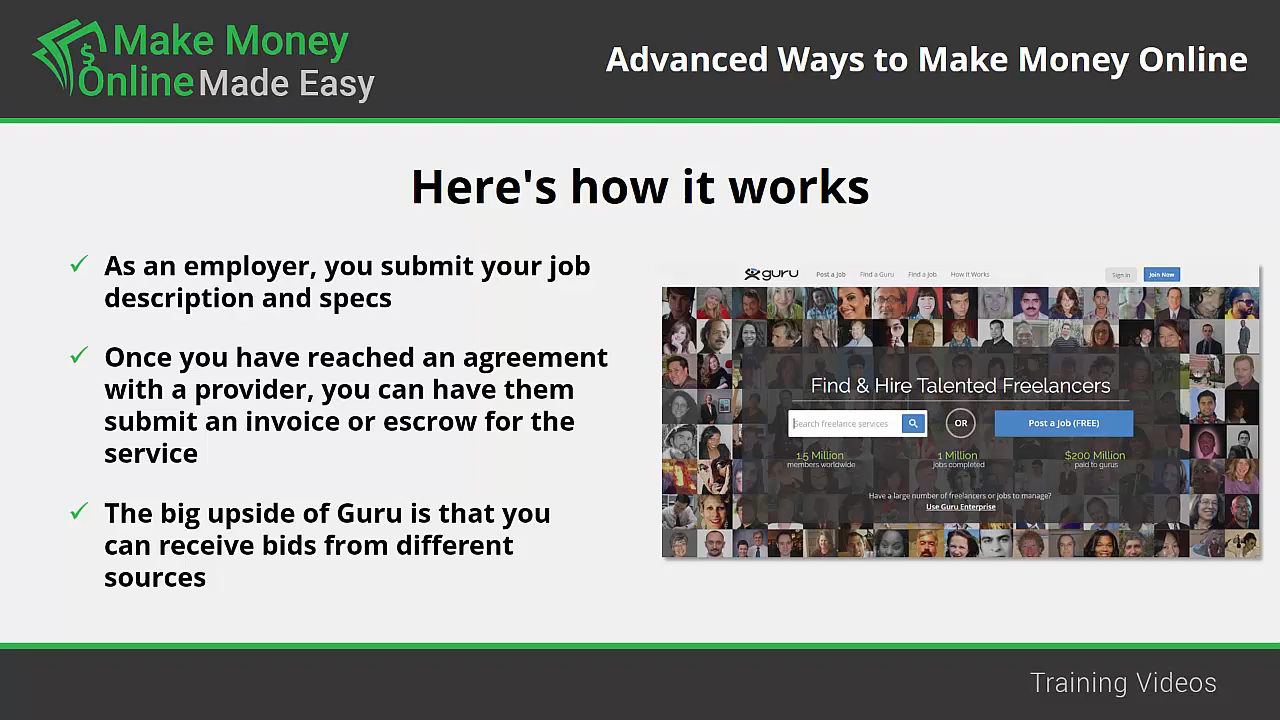 Make Money
Online Made Easy
Advanced Ways to Make Money Online
Here's how it works
As an employer, you submit your job
description and specs
Once you have reached an agreement
with a provider, you can have them
submit an invoice or escrow for the
service
The big upside of Guru is that you
can receive bids from different
sources
guru Post a Job Find a Guru Find a Job How It Works Sign In Join Now
Find & Hire Talented Freelancers
Search freelance services OR Post a Job (FREE)
1.5 Million 1 Million $200 Million
members worldwide jobs completed paid to gurus
Have a large number of freelancers or jobs to manage?
Use Guru Enterprise
Training Videos